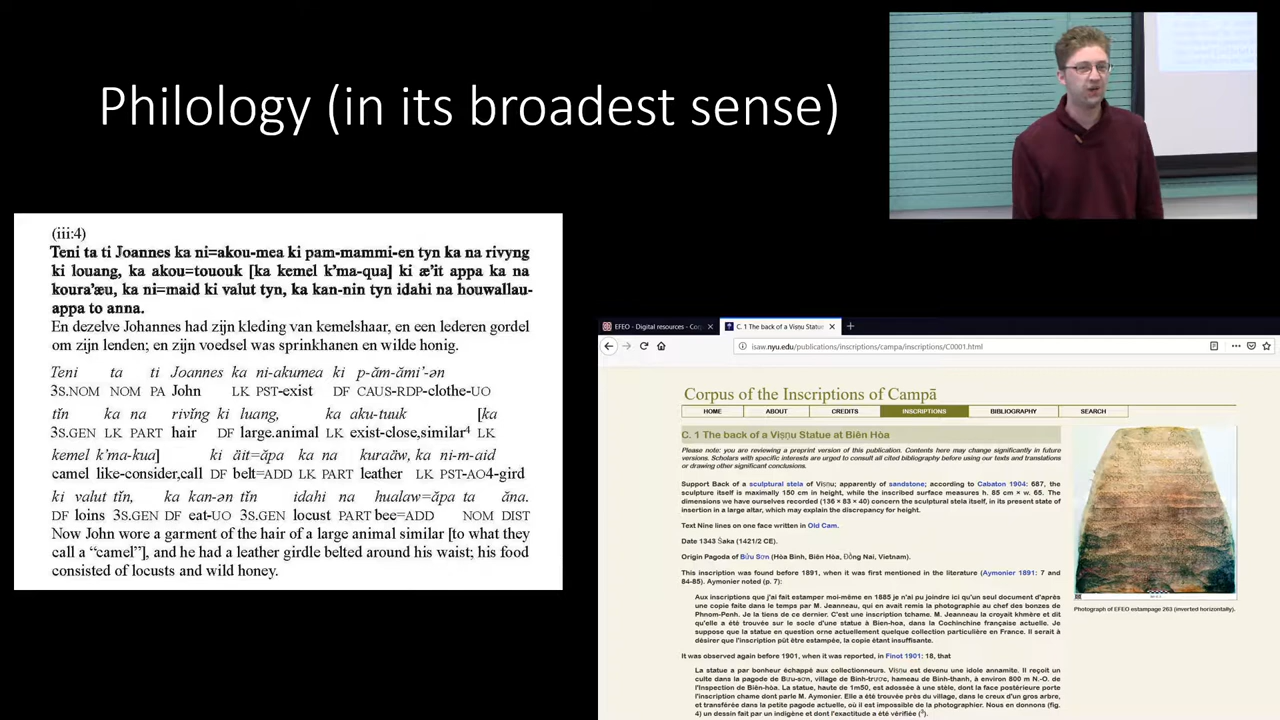 Philology (in its broadest sense)
(iii:4)
Teni ta ti Joannes ka ni=akou-mea ki pam-mammi-en tyn ka na rivyng
ki louang, ka akou=tououk [ka kemel k’ma-qua] ki æ’it appa ka na
koura’æu, ka ni=maid ki valut tyn, ka kan-nin tyn idahi na houwallau-
appa to anna.
En dezelve Johannes had zijn kleding van kemelshaar, en een lederen gordel
om zijn lenden; en zijn voedsel was sprinkhanen en wilde honig.
Teni ta ti Joannes ka ni-akumea ki p-ăm-ămi’-ən
3S.NOM NOM PA John LK PST-exist DF CAUS-RDP-clothe-UO
tĭn ka na rivĭng ki luang, ka aku-tuuk [ka
3S.GEN LK PART hair DF large.animal LK exist-close,similar⁴ LK
kemel k’ma-kua] ki äit=ăpa ka na kuraäw, ka ni-m-aid
camel like-consider,call DF belt=ADD LK PART leather LK PST-AO4-gird
ki valut tĭn, ka kan-ən tĭn idahi na hualaw=ăpa ta ăna.
DF loins 3S.GEN DF eat-UO 3S.GEN locust PART bee=ADD NOM DIST
Now John wore a garment of the hair of a large animal similar [to what they
call a “camel”], and he had a leather girdle belted around his waist; his food
consisted of locusts and wild honey.
EFEO - Digital resources - Cor
C. 1 The back of a Viṣṇu Statue
isaw.nyu.edu/publications/inscriptions/campa/inscriptions/C0001.html
Corpus of the Inscriptions of Campā
HOME ABOUT CREDITS INSCRIPTIONS BIBLIOGRAPHY SEARCH
C. 1 The back of a Viṣṇu Statue at Biên Hòa
Please note: you are reviewing a preprint version of this publication. Contents here may change significantly in future
versions. Scholars with specific interests are urged to consult all cited bibliography before using our texts and translations
or drawing other significant conclusions.
Support Back of a sculptural stela of Viṣṇu; apparently of sandstone; according to Cabaton 1904: 687, the
sculpture itself is maximally 150 cm in height, while the inscribed surface measures h. 85 cm × w. 65. The
dimensions we have ourselves recorded (136 × 83 × 40) concern the sculptural stela itself, in its present state of
insertion in a large altar, which may explain the discrepancy for height.
Text Nine lines on one face written in Old Cam.
Date 1343 Śaka (1421/2 CE).
Origin Pagoda of Bửu Sơn (Hòa Bình, Biên Hòa, Đồng Nai, Vietnam).
This inscription was found before 1891, when it was first mentioned in the literature (Aymonier 1891: 7 and
84-85). Aymonier noted (p. 7):
Aux inscriptions que j'ai fait estamper moi-même en 1885 je n'ai pu joindre ici qu'un seul document d'après
une copie faite dans le temps par M. Jeanneau, qui en avait remis la photographie au chef des bonzes de
Phnom-Penh. Je la tiens de ce dernier. C'est une inscription tchame. M. Jeanneau la croyait khmère et dit
qu'elle a été trouvée sur le socle d'une statue à Bien-hoa, dans la Cochinchine française actuelle. Je
suppose que la statue en question orne actuellement quelque collection particulière en France. Il serait à
désirer que l'inscription pût être estampée, la copie étant insuffisante.
It was observed again before 1901, when it was reported, in Finot 1901: 18, that
La statue a par bonheur échappé aux collectionneurs. Viṣṇu est devenu une idole annamite. Il reçoit un
culte dans la pagode de Bưu-sơn, village de Binh-trước, hameau de Binh-thanh, à environ 800 m N.-O. de
l'Inspection de Biên-hòa. La statue, haute de 1m50, est adossée à une stèle, dont la face postérieure porte
l'inscription chame dont parle M. Aymonier. Elle a été trouvée près du village, dans le creux d'un gros arbre,
et transférée dans la petite pagode actuelle, où il est impossible de la photographier. Nous en donnons (fig.
4) un dessin fait par un indigène et dont l'exactitude a été vérifiée (³).
Photograph of EFEO estampage 263 (inverted horizontally).